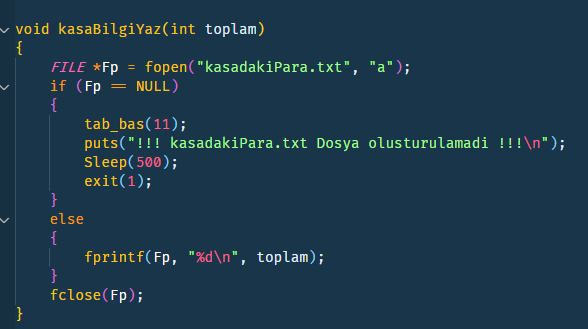 void kasaBilgiYaz(int toplam)
{
    FILE *Fp = fopen("kasadakiPara.txt", "a");
    if (Fp == NULL)
    {
        tab_bas(11);
        puts("!!! kasadakiPara.txt Dosya olusturulamadi !!!\n");
        Sleep(500);
        exit(1);
    }
    else
    {
        fprintf(Fp, "%d\n", toplam);
    }
    fclose(Fp);
}